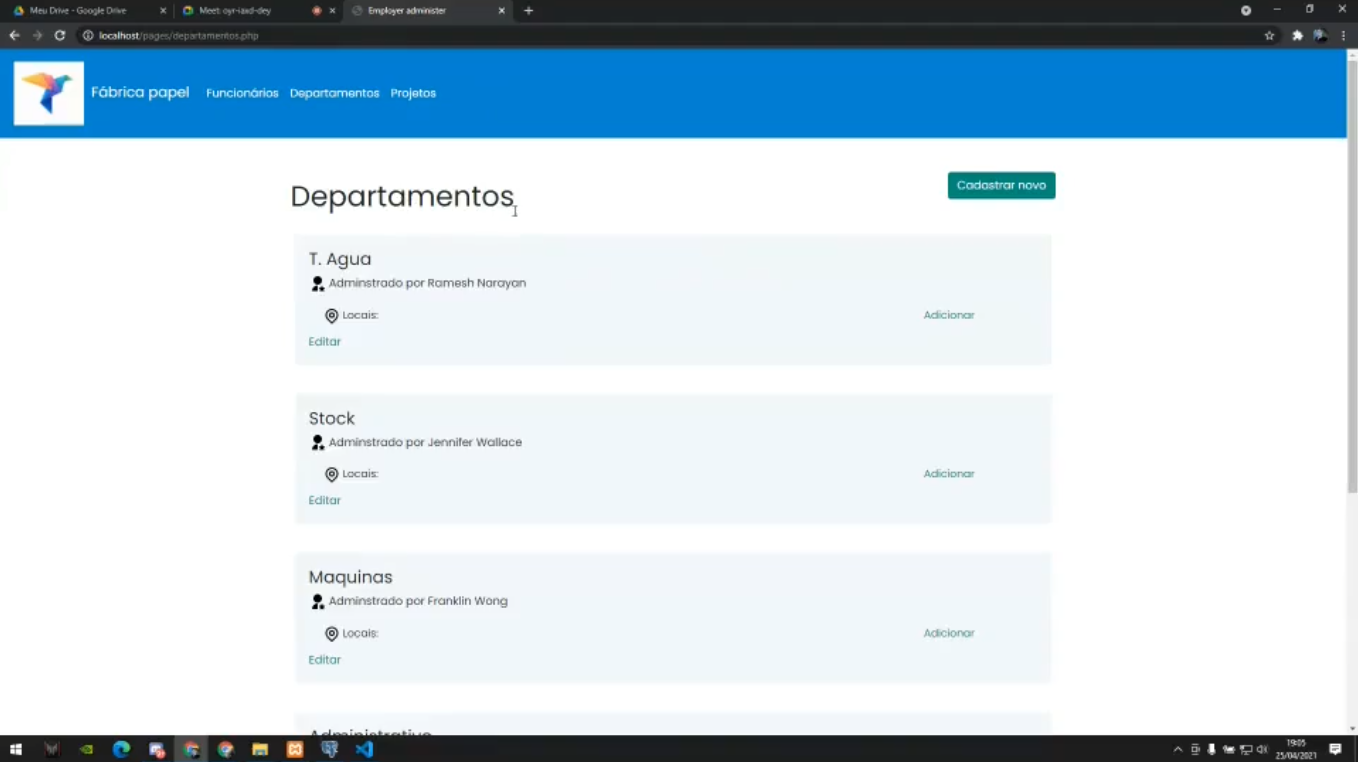 Meu Drive - Google Drive
Meet: oyr-iaxd-dey
Employer administer
localhost/pages/departamentos.php
Fábrica papel
Funcionários Departamentos Projetos
Departamentos
Cadastrar novo
T. Agua
Adminstrado por Ramesh Narayan
Locais:
Adicionar
Editar
Stock
Adminstrado por Jennifer Wallace
Locais:
Adicionar
Editar
Maquinas
Adminstrado por Franklin Wong
Locais:
Adicionar
Editar
Administrativo
19:05
25/04/2021